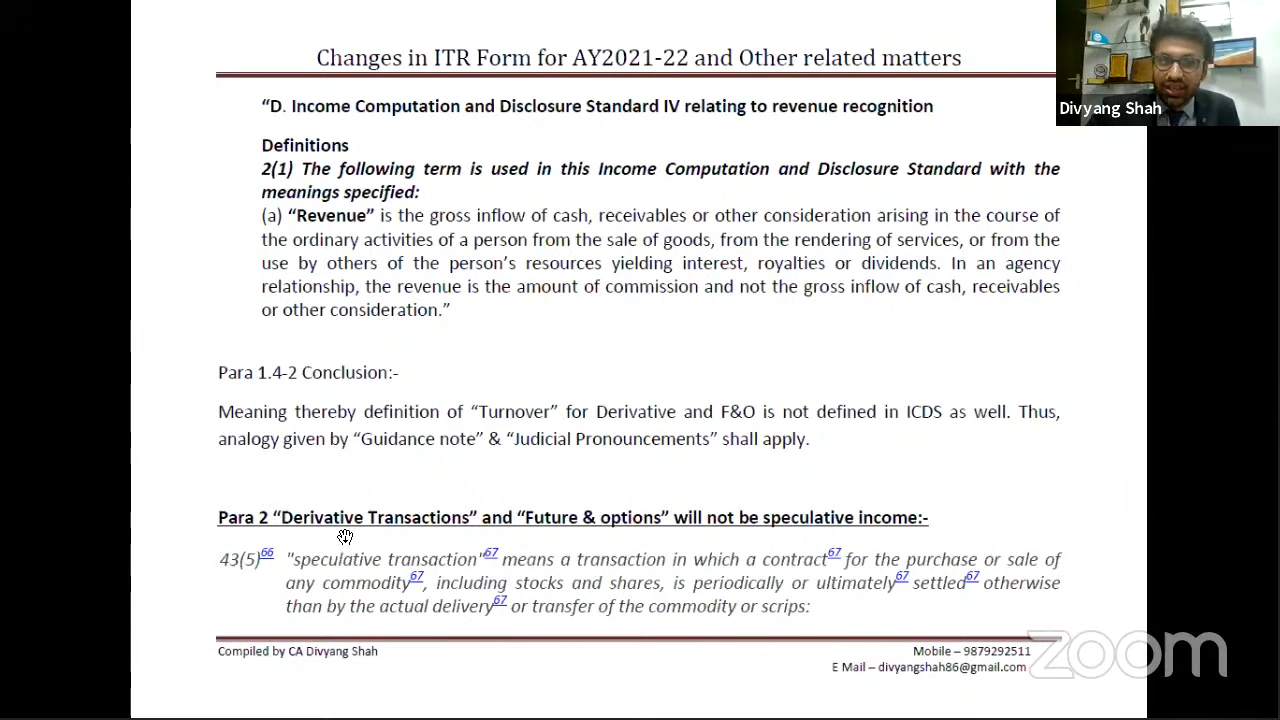 Changes in ITR Form for AY2021-22 and Other related matters
Divyang Shah
“D. Income Computation and Disclosure Standard IV relating to revenue recognition
Definitions
2(1) The following term is used in this Income Computation and Disclosure Standard with the
meanings specified:
(a) “Revenue” is the gross inflow of cash, receivables or other consideration arising in the course of
the ordinary activities of a person from the sale of goods, from the rendering of services, or from the
use by others of the person’s resources yielding interest, royalties or dividends. In an agency
relationship, the revenue is the amount of commission and not the gross inflow of cash, receivables
or other consideration.”
Para 1.4-2 Conclusion:-
Meaning thereby definition of “Turnover” for Derivative and F&O is not defined in ICDS as well. Thus,
analogy given by “Guidance note” & “Judicial Pronouncements” shall apply.
Para 2 “Derivative Transactions” and “Future & options” will not be speculative income:-
43(5)66 "speculative transaction"67 means a transaction in which a contract67 for the purchase or sale of
any commodity67, including stocks and shares, is periodically or ultimately67 settled67 otherwise
than by the actual delivery67 or transfer of the commodity or scrips:
Compiled by CA Divyang Shah
Mobile – 9879292511
E Mail – divyangshah86@gmail.com
zoom